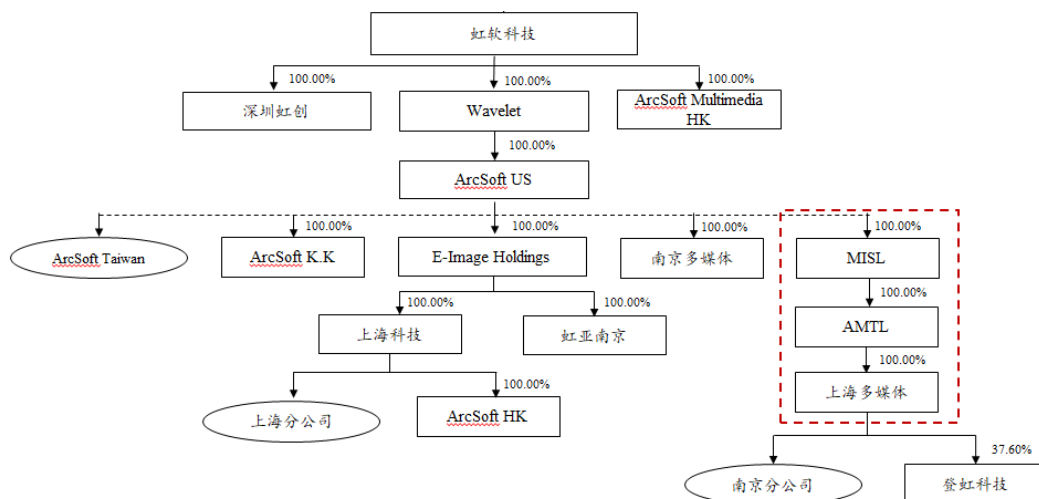 虹软科技
100.00%
100.00%
100.00%
深圳虹创
Wavelet
ArcSoft Multimedia
HK
100.00%
ArcSoft US
100.00%
100.00%
100.00%
100.00%
ArcSoft Taiwan
ArcSoft K.K
E-Image Holdings
南京多媒体
MISL
100.00%
100.00%
100.00%
上海科技
虹亚南京
AMTL
100.00%
100.00%
上海多媒体
上海分公司
ArcSoft HK
37.60%
南京分公司
登虹科技